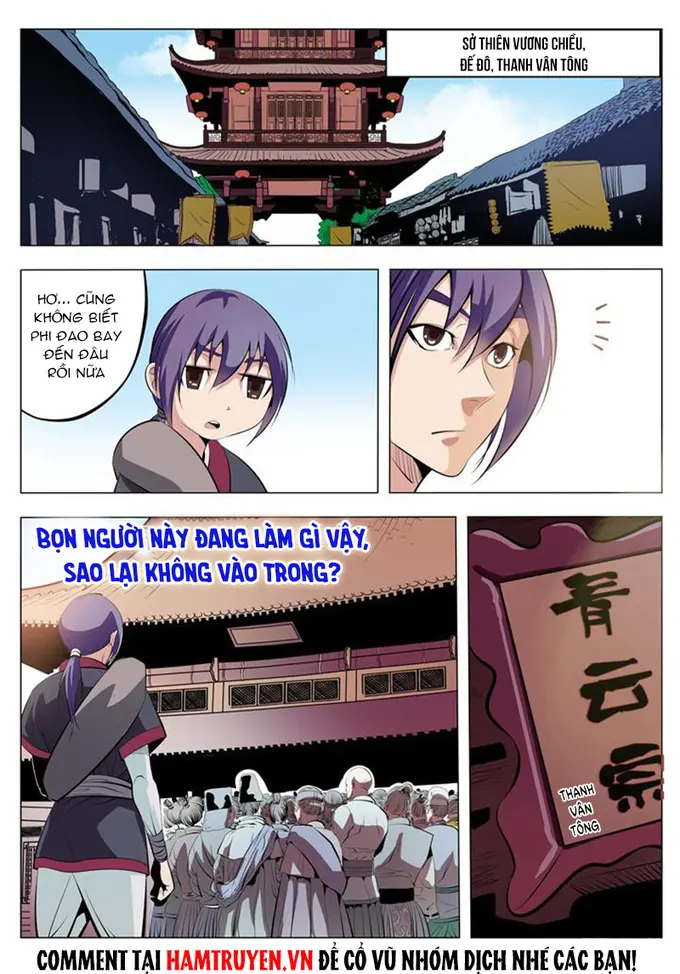 SỞ THIÊN VƯƠNG CHIỀU,
ĐẾ ĐÔ, THANH VÂN TÔNG
HƠ... CŨNG
KHÔNG BIẾT
PHI ĐAO BAY
ĐẾN ĐÂU
RỒI NỮA
BỌN NGƯỜI NÀY ĐANG LÀM GÌ VẬY,
SAO LẠI KHÔNG VÀO TRONG?
青云宗
THANH
VÂN
TÔNG
COMMENT TẠI HAMTRUYEN.VN ĐỂ CỔ VŨ NHÓM DỊCH NHÉ CÁC BẠN!